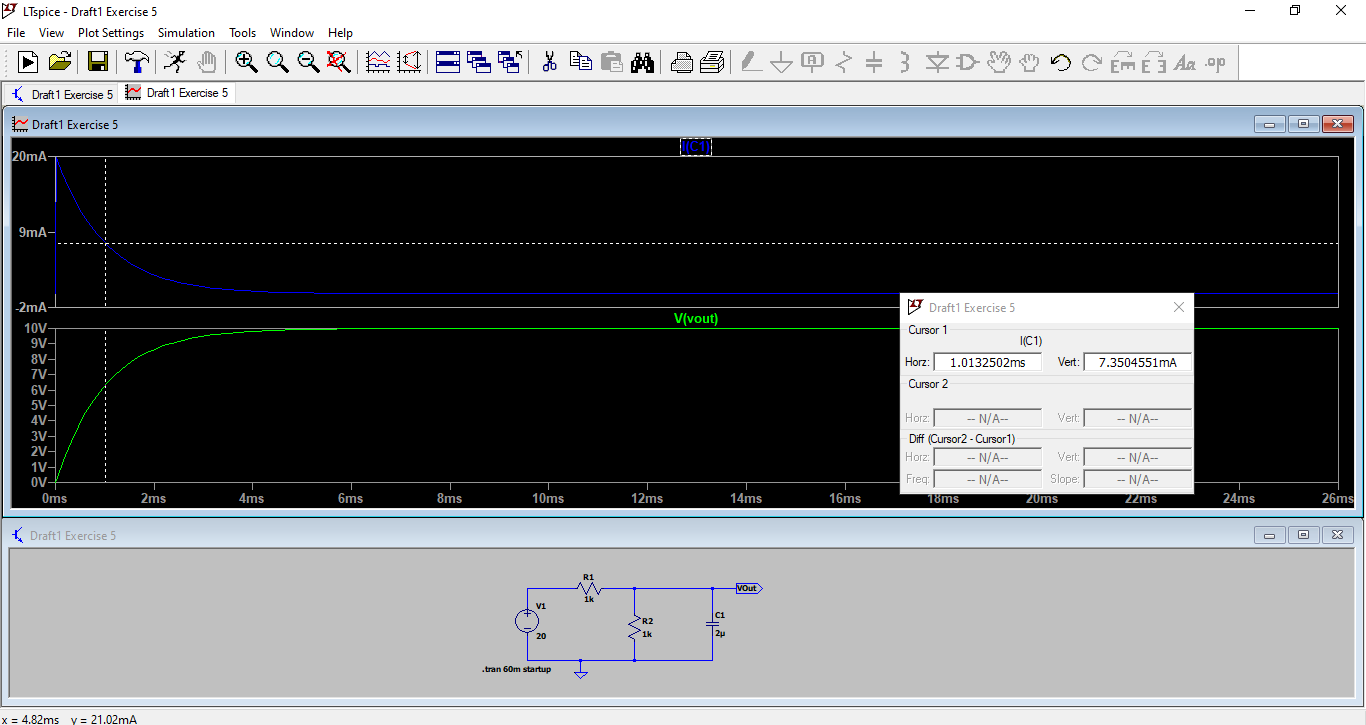 LTspice - Draft1 Exercise 5
File View Plot Settings Simulation Tools Window Help
Draft1 Exercise 5 Draft1 Exercise 5
Draft1 Exercise 5
I(C1)
20mA
9mA
-2mA
V(vout)
10V
9V
8V
7V
6V
5V
4V
3V
2V
1V
0V
0ms 2ms 4ms 6ms 8ms 10ms 12ms 14ms 16ms 18ms 20ms 22ms 24ms 26ms
Draft1 Exercise 5
Cursor 1
I(C1)
Horz: 1.0132502ms Vert: 7.3504551mA
Cursor 2
Horz: -- N/A-- Vert: -- N/A--
Diff (Cursor2 - Cursor1)
Horz: -- N/A-- Vert: -- N/A--
Freq: -- N/A-- Slope: -- N/A--
Draft1 Exercise 5
R1
1k
VOut
V1
20
R2
1k
C1
2µ
.tran 60m startup
x = 4.82ms y = 21.02mA